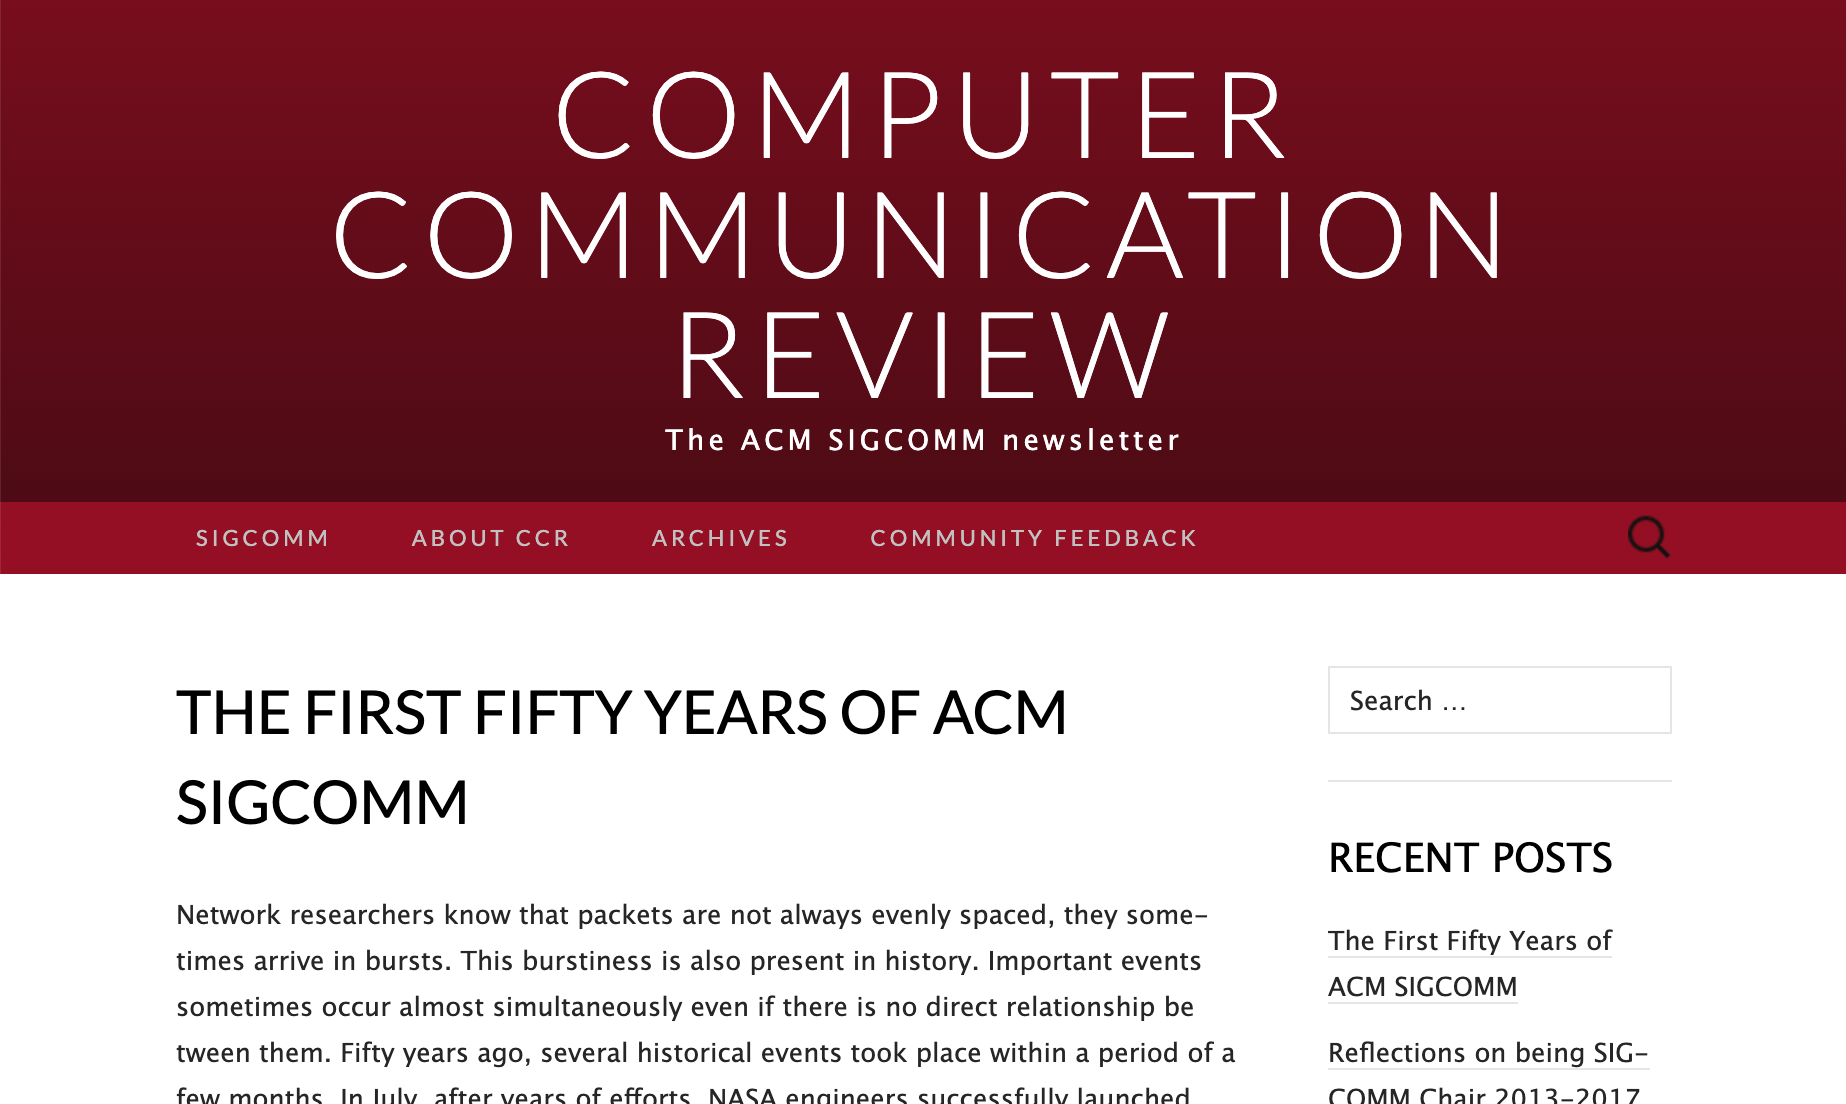 COMPUTER
COMMUNICATION
REVIEW
The ACM SIGCOMM newsletter
SIGCOMM ABOUT CCR ARCHIVES COMMUNITY FEEDBACK
THE FIRST FIFTY YEARS OF ACM
SIGCOMM
Network researchers know that packets are not always evenly spaced, they some-
times arrive in bursts. This burstiness is also present in history. Important events
sometimes occur almost simultaneously even if there is no direct relationship be
tween them. Fifty years ago, several historical events took place within a period of a
few months. In July, after years of efforts, NASA engineers successfully launched
Search ...
RECENT POSTS
The First Fifty Years of
ACM SIGCOMM
Reflections on being SIG-
COMM Chair 2013-2017